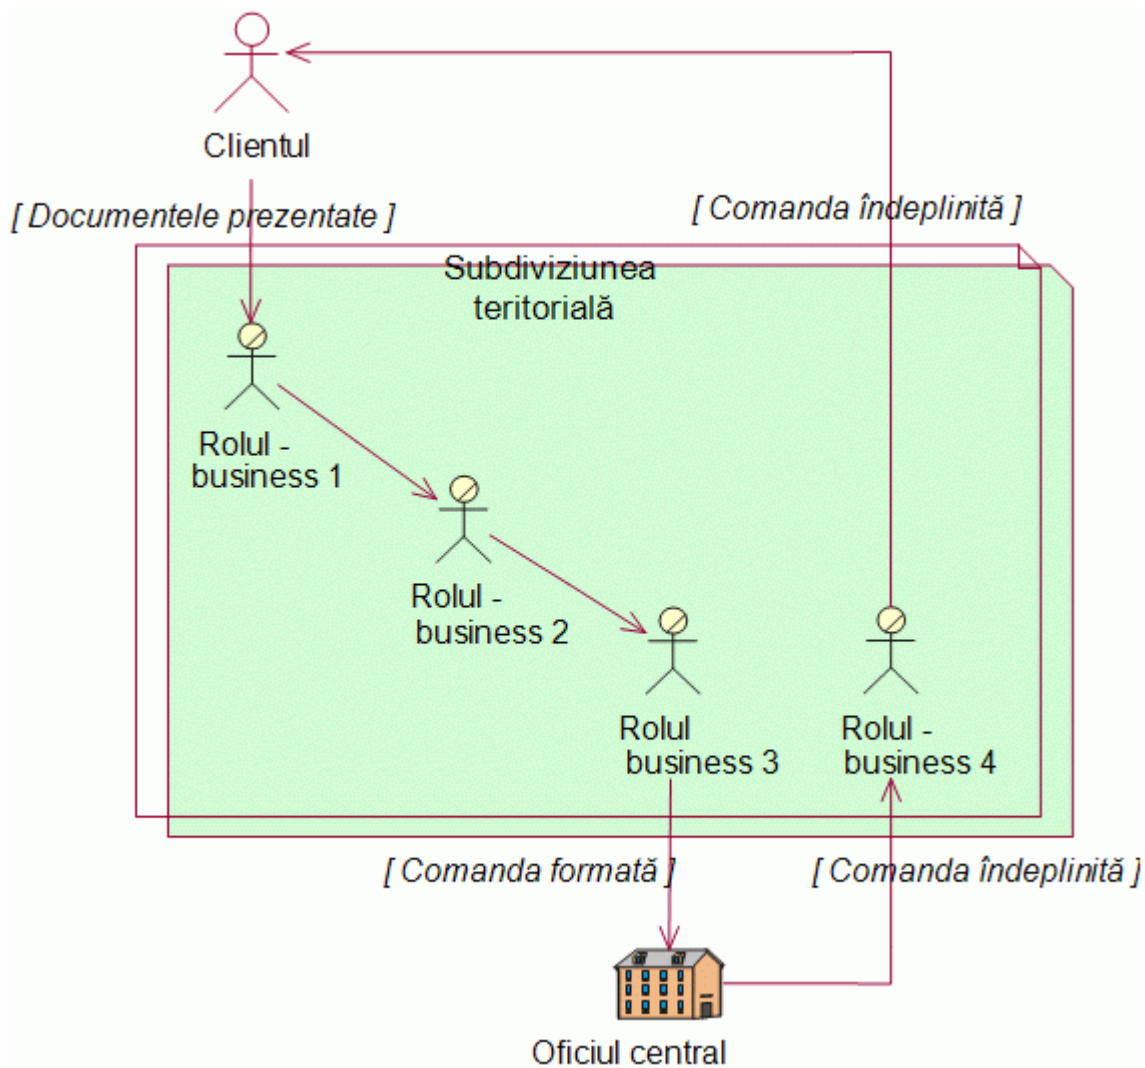 Clientul
[ Documentele prezentate ]
[ Comanda îndeplinită ]
Subdiviziunea
teritorială
Rolul -
business 1
Rolul -
business 2
Rolul
business 3
Rolul -
business 4
[ Comanda formată ]
[ Comanda îndeplinită ]
Oficiul central